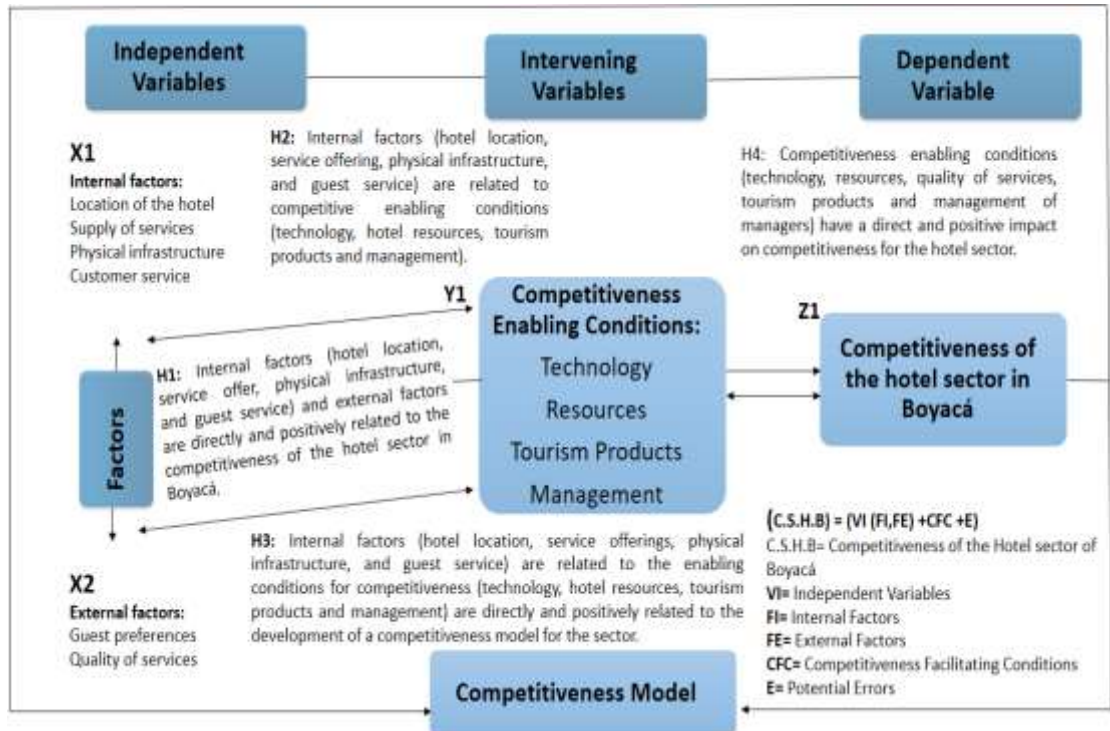 Independent
Variables
Intervening
Variables
Dependent
Variable
X1
Internal factors:
Location of the hotel
Supply of services
Physical infrastructure
Customer service
H2: Internal factors (hotel location,
service offering, physical infrastructure,
and guest service) are related to
competitive enabling conditions
(technology, hotel resources, tourism
products and management).
H4: Competitiveness enabling conditions
(technology, resources, quality of services,
tourism products and management of
managers) have a direct and positive impact
on competitiveness for the hotel sector.
Factors
H1: Internal factors (hotel location,
service offer, physical infrastructure,
and guest service) and external factors
are directly and positively related to the
competitiveness of the hotel sector in
Boyacá.
Y1
Competitiveness
Enabling Conditions:
Technology
Resources
Tourism Products
Management
Z1
Competitiveness of
the hotel sector in
Boyacá
X2
External factors:
Guest preferences
Quality of services
H3: Internal factors (hotel location, service offerings, physical
infrastructure, and guest service) are related to the enabling
conditions for competitiveness (technology, hotel resources, tourism
products and management) are directly and positively related to the
development of a competitiveness model for the sector.
(C.S.H.B) = (VI (FI,FE) +CFC +E)
C.S.H.B= Competitiveness of the Hotel sector of
Boyacá
VI= Independent Variables
FI= Internal Factors
FE= External Factors
CFC= Competitiveness Facilitating Conditions
E= Potential Errors
Competitiveness Model